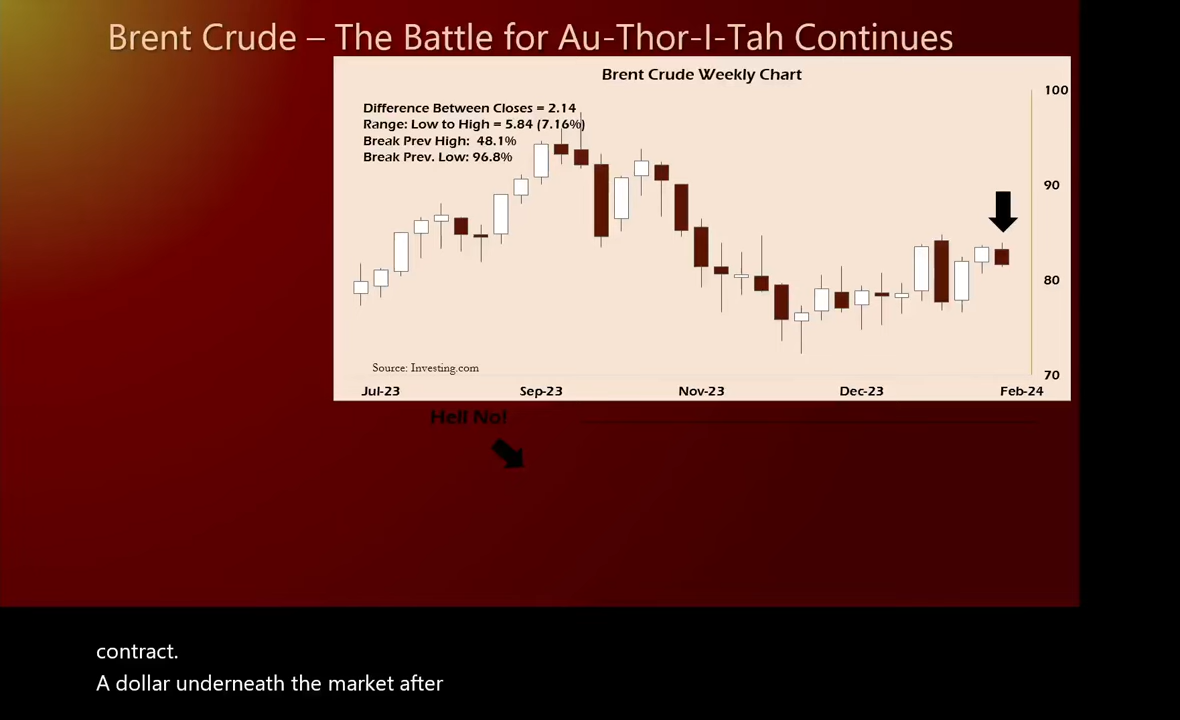 Brent Crude – The Battle for Au-Thor-I-Tah Continues
Brent Crude Weekly Chart
Difference Between Closes = 2.14
Range: Low to High = 5.84 (7.16%)
Break Prev High: 48.1%
Break Prev. Low: 96.8%
100
90
80
70
Source: Investing.com
Jul-23 Sep-23 Nov-23 Dec-23 Feb-24
Hell No!
contract.
A dollar underneath the market after